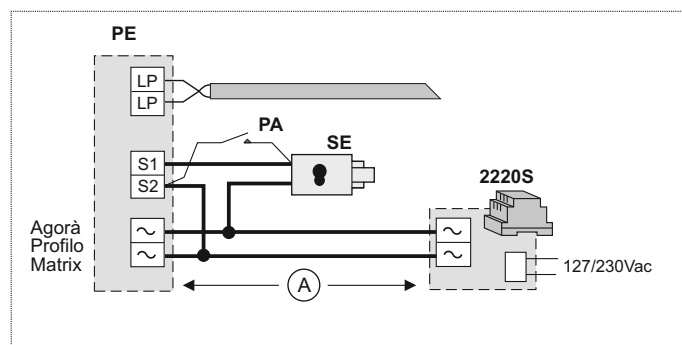 PE
LP
LP
PA
SE
S1
S2
2220S
Agorà
Profilo
Matrix
~
~
~
~
127/230Vac
A